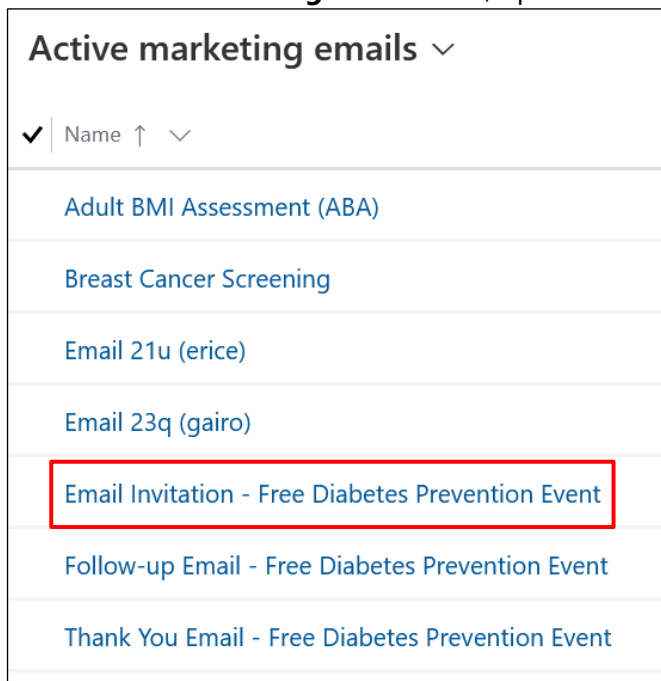 Active marketing emails
Name ↑
Adult BMI Assessment (ABA)
Breast Cancer Screening
Email 21u (erice)
Email 23q (gairo)
Email Invitation - Free Diabetes Prevention Event
Follow-up Email - Free Diabetes Prevention Event
Thank You Email - Free Diabetes Prevention Event